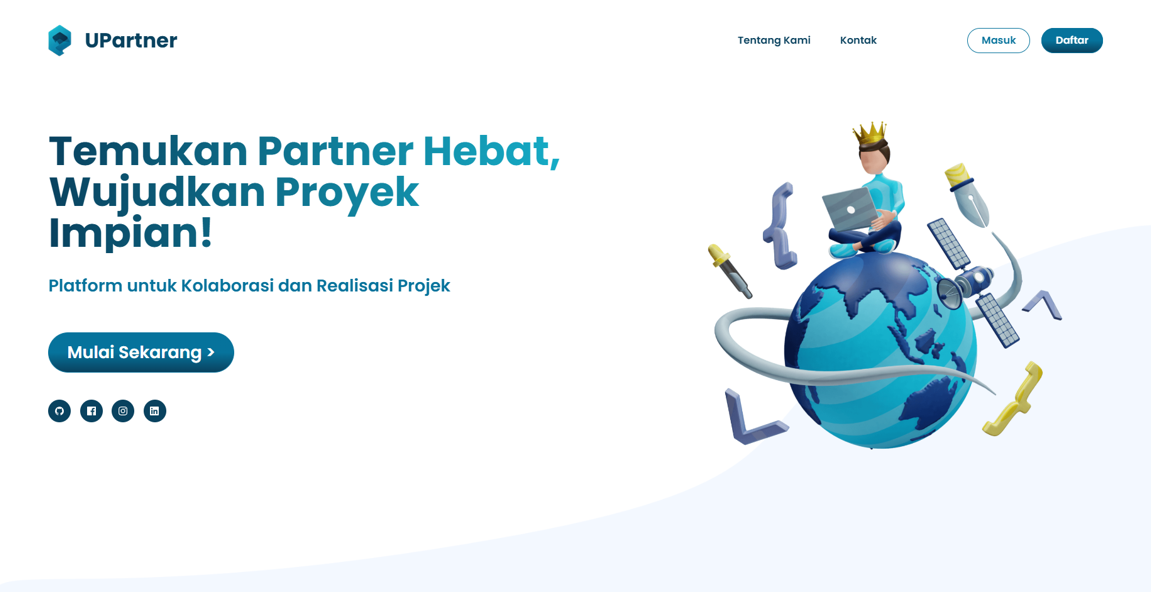 UPartner
Tentang Kami
Kontak
Masuk
Daftar
Temukan Partner Hebat,
Wujudkan Proyek
Impian!
Platform untuk Kolaborasi dan Realisasi Projek
Mulai Sekarang >